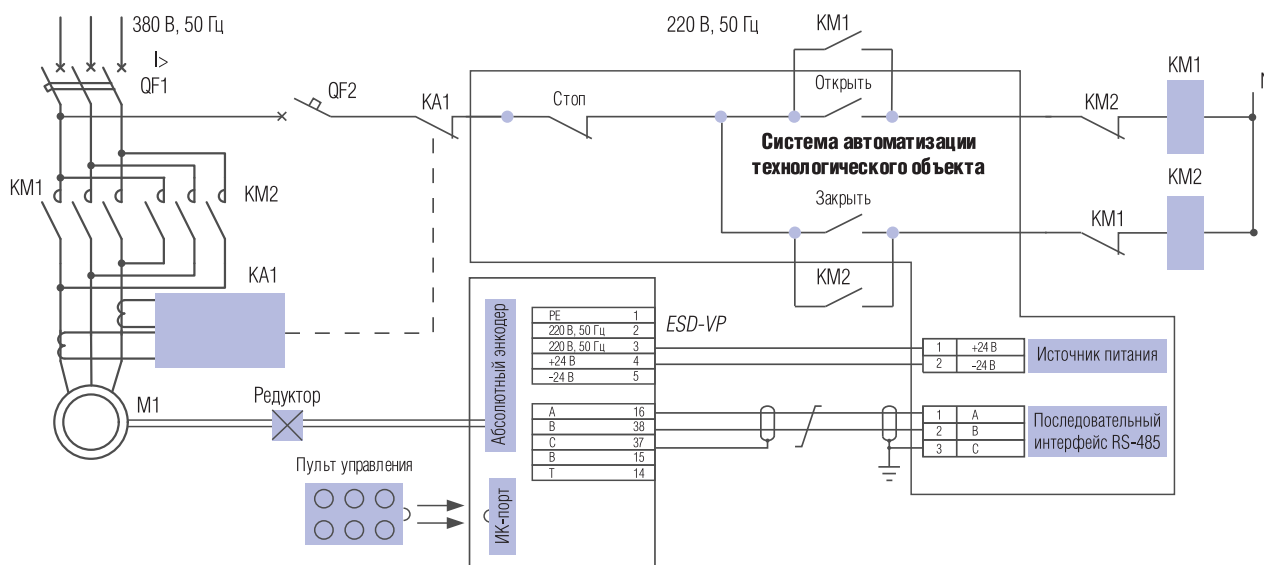 380 В, 50 Гц
220 В, 50 Гц
I>
QF1
QF2
KA1
Стоп
KM1
Открыть
KM2
KM1
N
Система автоматизации
технологического объекта
KM1
KM2
Закрыть
KM1
KM2
KM2
KA1
Абсолютный энкодер
PE 1
220 В, 50 Гц 2
220 В, 50 Гц 3
+24 В 4
–24 В 5
ESD-VP
1 +24 В
2 –24 В
Источник питания
M1
Редуктор
A 16
B 38
C 37
B 15
T 14
1 A
2 B
3 C
Последовательный
интерфейс RS-485
Пульт управления
ИК-порт